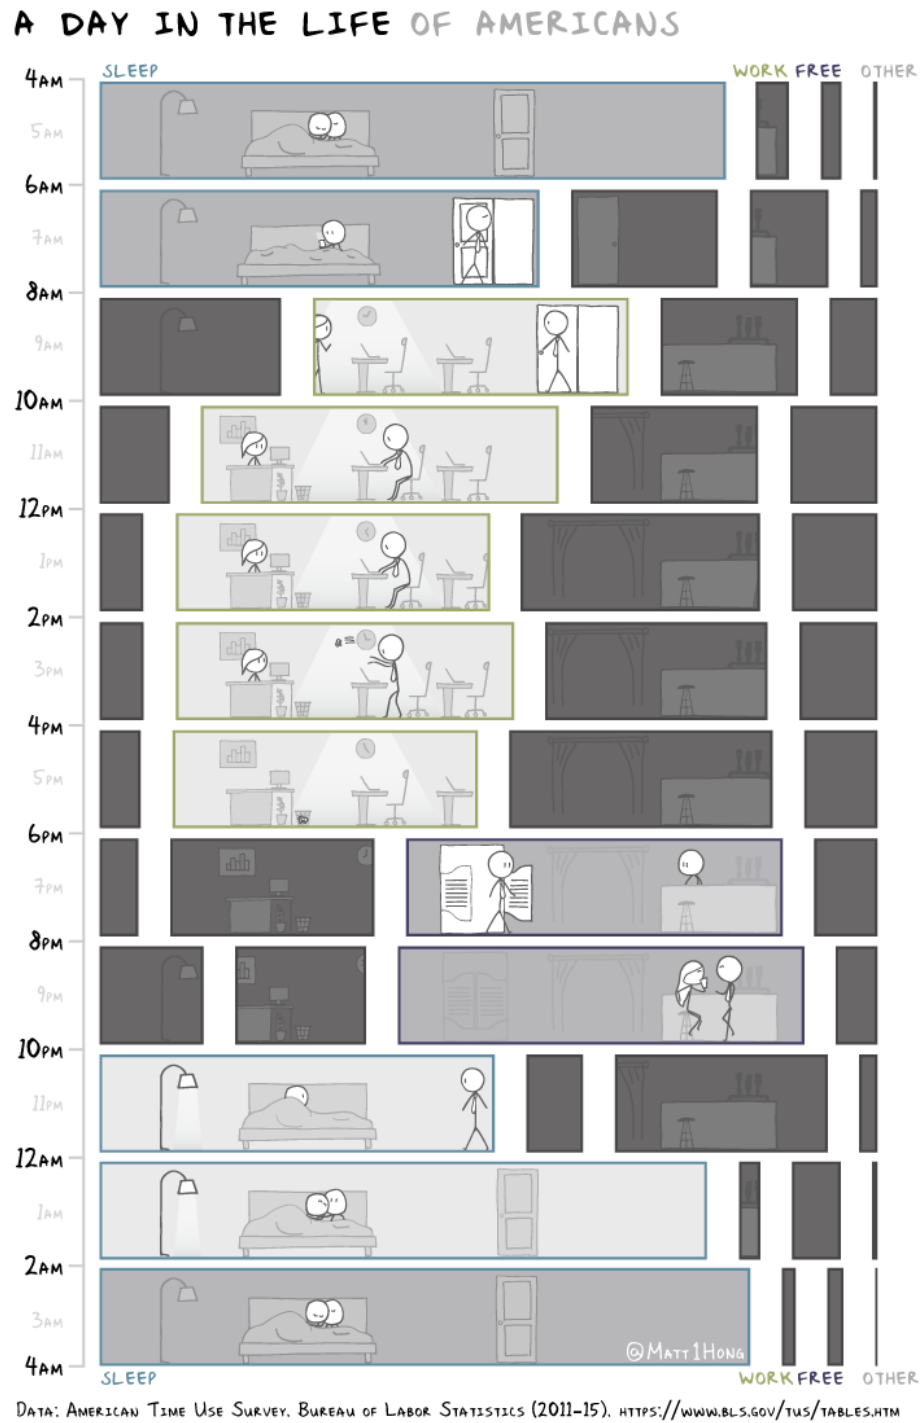 A DAY IN THE LIFE OF AMERICANS
SLEEP WORK FREE OTHER
4AM
5AM
6AM
7AM
8AM
9AM
10AM
11AM
12PM
1PM
2PM
3PM
4PM
5PM
6PM
7PM
8PM
9PM
10PM
11PM
12AM
1AM
2AM
3AM
@MATT1HONG
4AM
SLEEP WORK FREE OTHER
DATA: AMERICAN TIME USE SURVEY. BUREAU OF LABOR STATISTICS (2011-15). HTTPS://WWW.BLS.GOV/TUS/TABLES.HTM